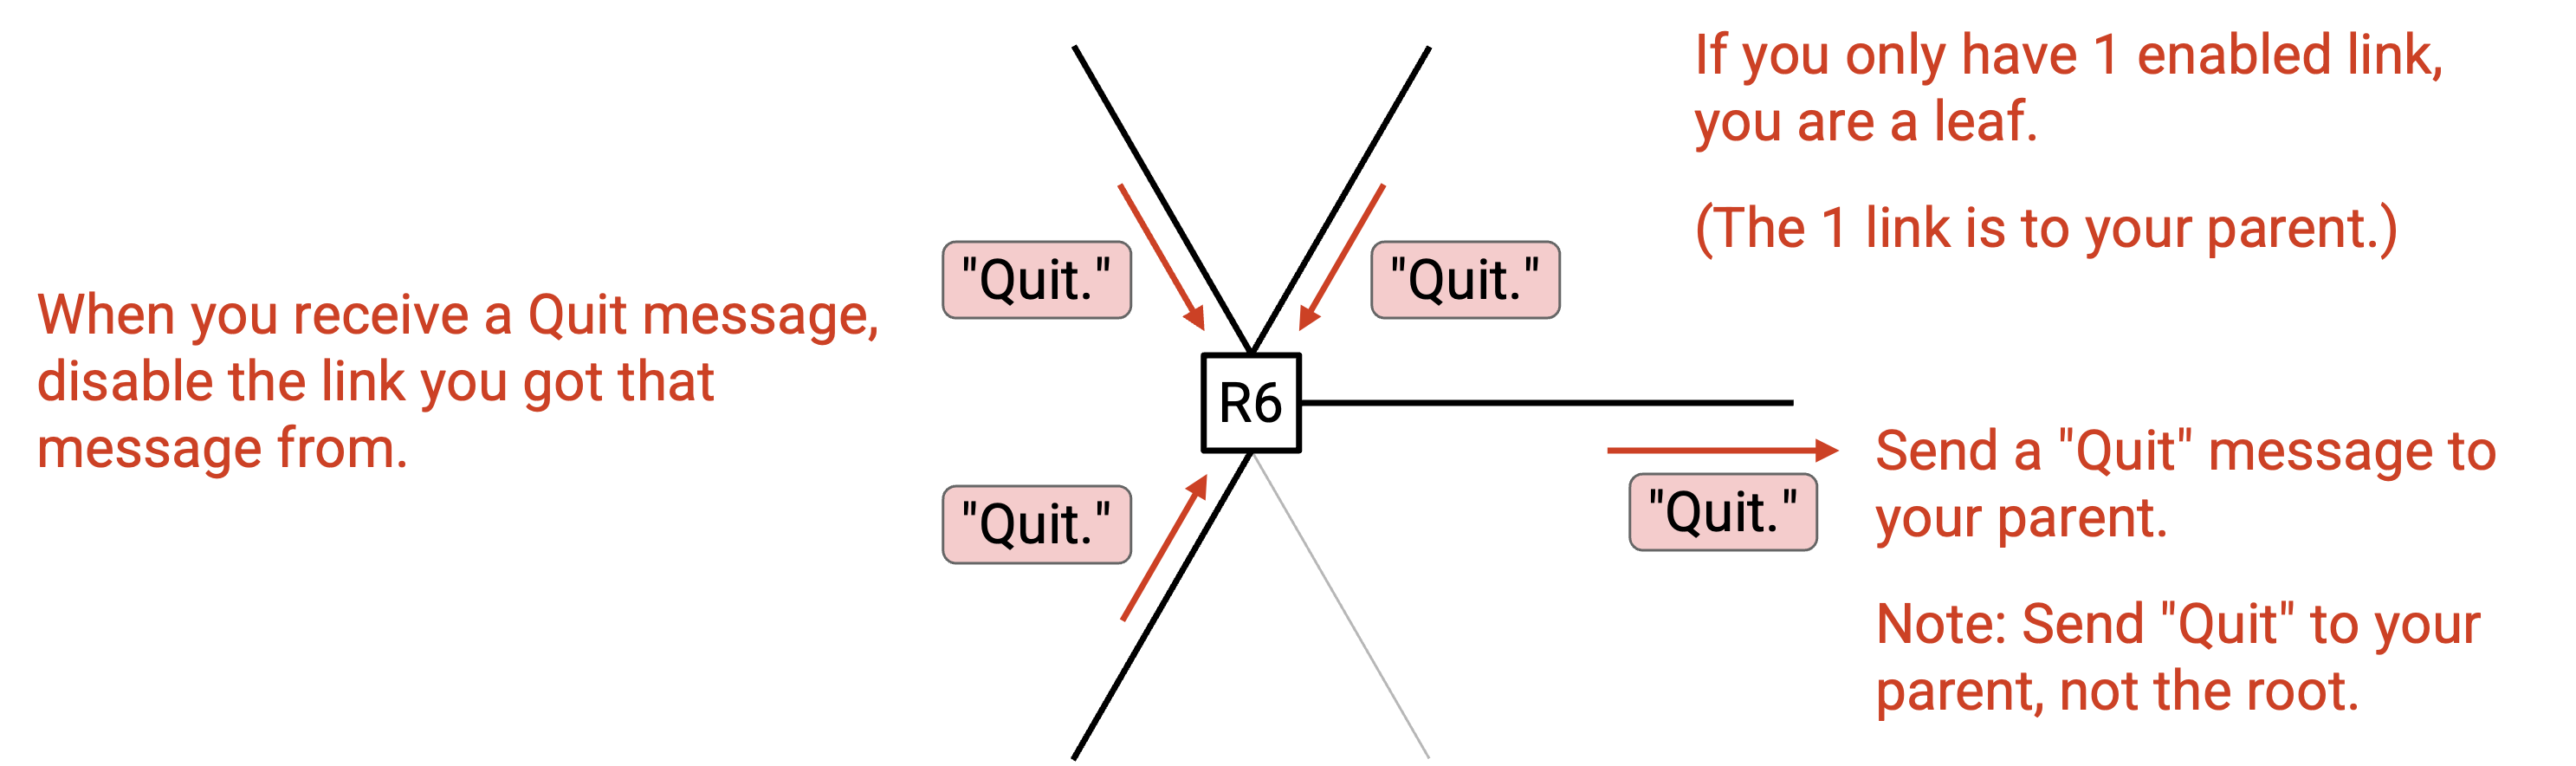 If you only have 1 enabled link,
you are a leaf.
(The 1 link is to your parent.)
"Quit."
"Quit."
When you receive a Quit message,
disable the link you got that
message from.
R6
"Quit."
Send a "Quit" message to
your parent.
"Quit."
Note: Send "Quit" to your
parent, not the root.